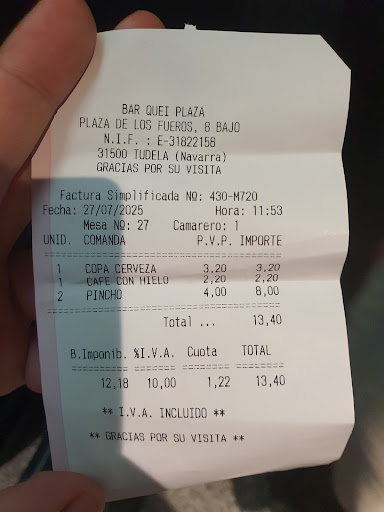 BAR QUEI PLAZA
PLAZA DE LOS FUEROS, 8 BAJO
N.I.F. : E-31822158
31500 TUDELA (Navarra)
GRACIAS POR SU VISITA
Factura Simplificada Nº: 430-M720
Fecha: 27/07/2025 Hora: 11:53
Mesa Nº: 27 Camarero: 1
UNID. COMANDA P.V.P. IMPORTE
1 COPA CERVEZA 3,20 3,20
1 CAFE CON HIELO 2,20 2,20
2 PINCHO 4,00 8,00
Total ... 13,40
B.Imponib. %I.V.A. Cuota TOTAL
12,18 10,00 1,22 13,40
** I.V.A. INCLUIDO **
** GRACIAS POR SU VISITA **